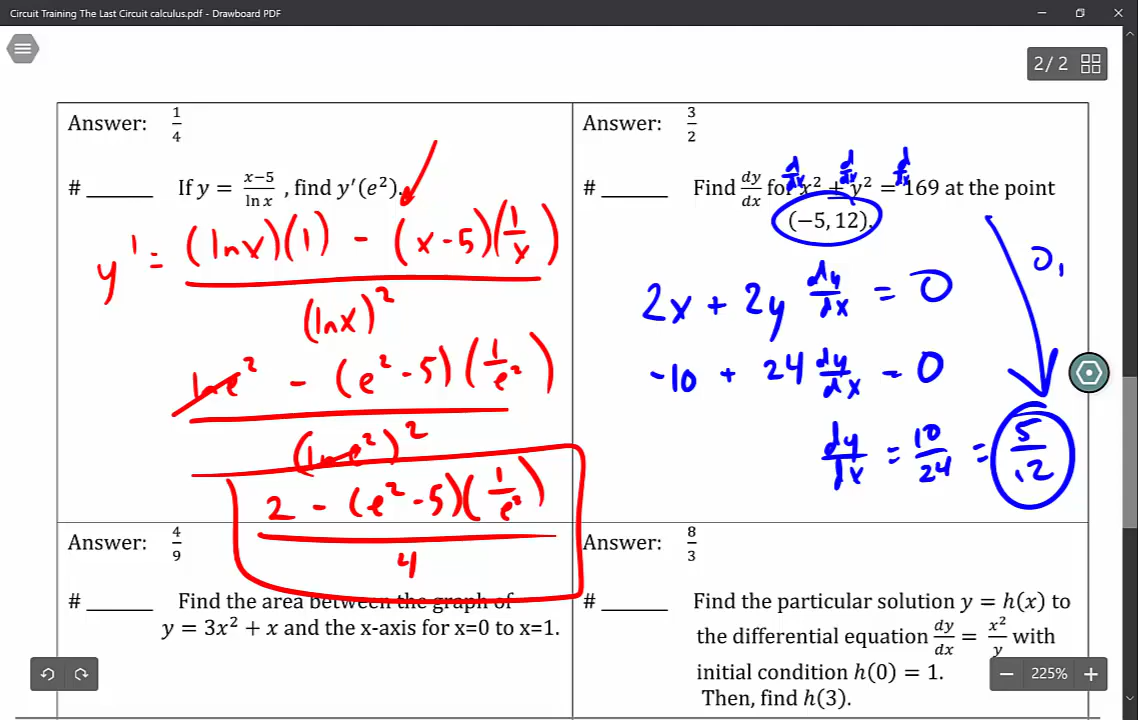 Circuit Training The Last Circuit calculus.pdf - Drawboard PDF
2/2
Answer: 1/4
# ______ If y = (x−5)/(ln x) , find y′(e²).
y' = ((ln x)(1) - (x-5)(1/x)) / (ln x)²
(ln e² - (e²-5)(1/e²)) / (ln e²)²
(2 - (e²-5)(1/e²)) / 4
Answer: 3/2
d/dx d/dx d/dx
# ______ Find dy/dx for x² + y² = 169 at the point
(−5, 12).
0,
2x + 2y dy/dx = 0
-10 + 24 dy/dx = 0
dy/dx = 10/24 = 5/12
Answer: 4/9
# ______ Find the area between the graph of
y = 3x² + x and the x-axis for x=0 to x=1.
Answer: 8/3
# ______ Find the particular solution y = h(x) to
the differential equation dy/dx = x²/y with
initial condition h(0) = 1.
Then, find h(3).
225%